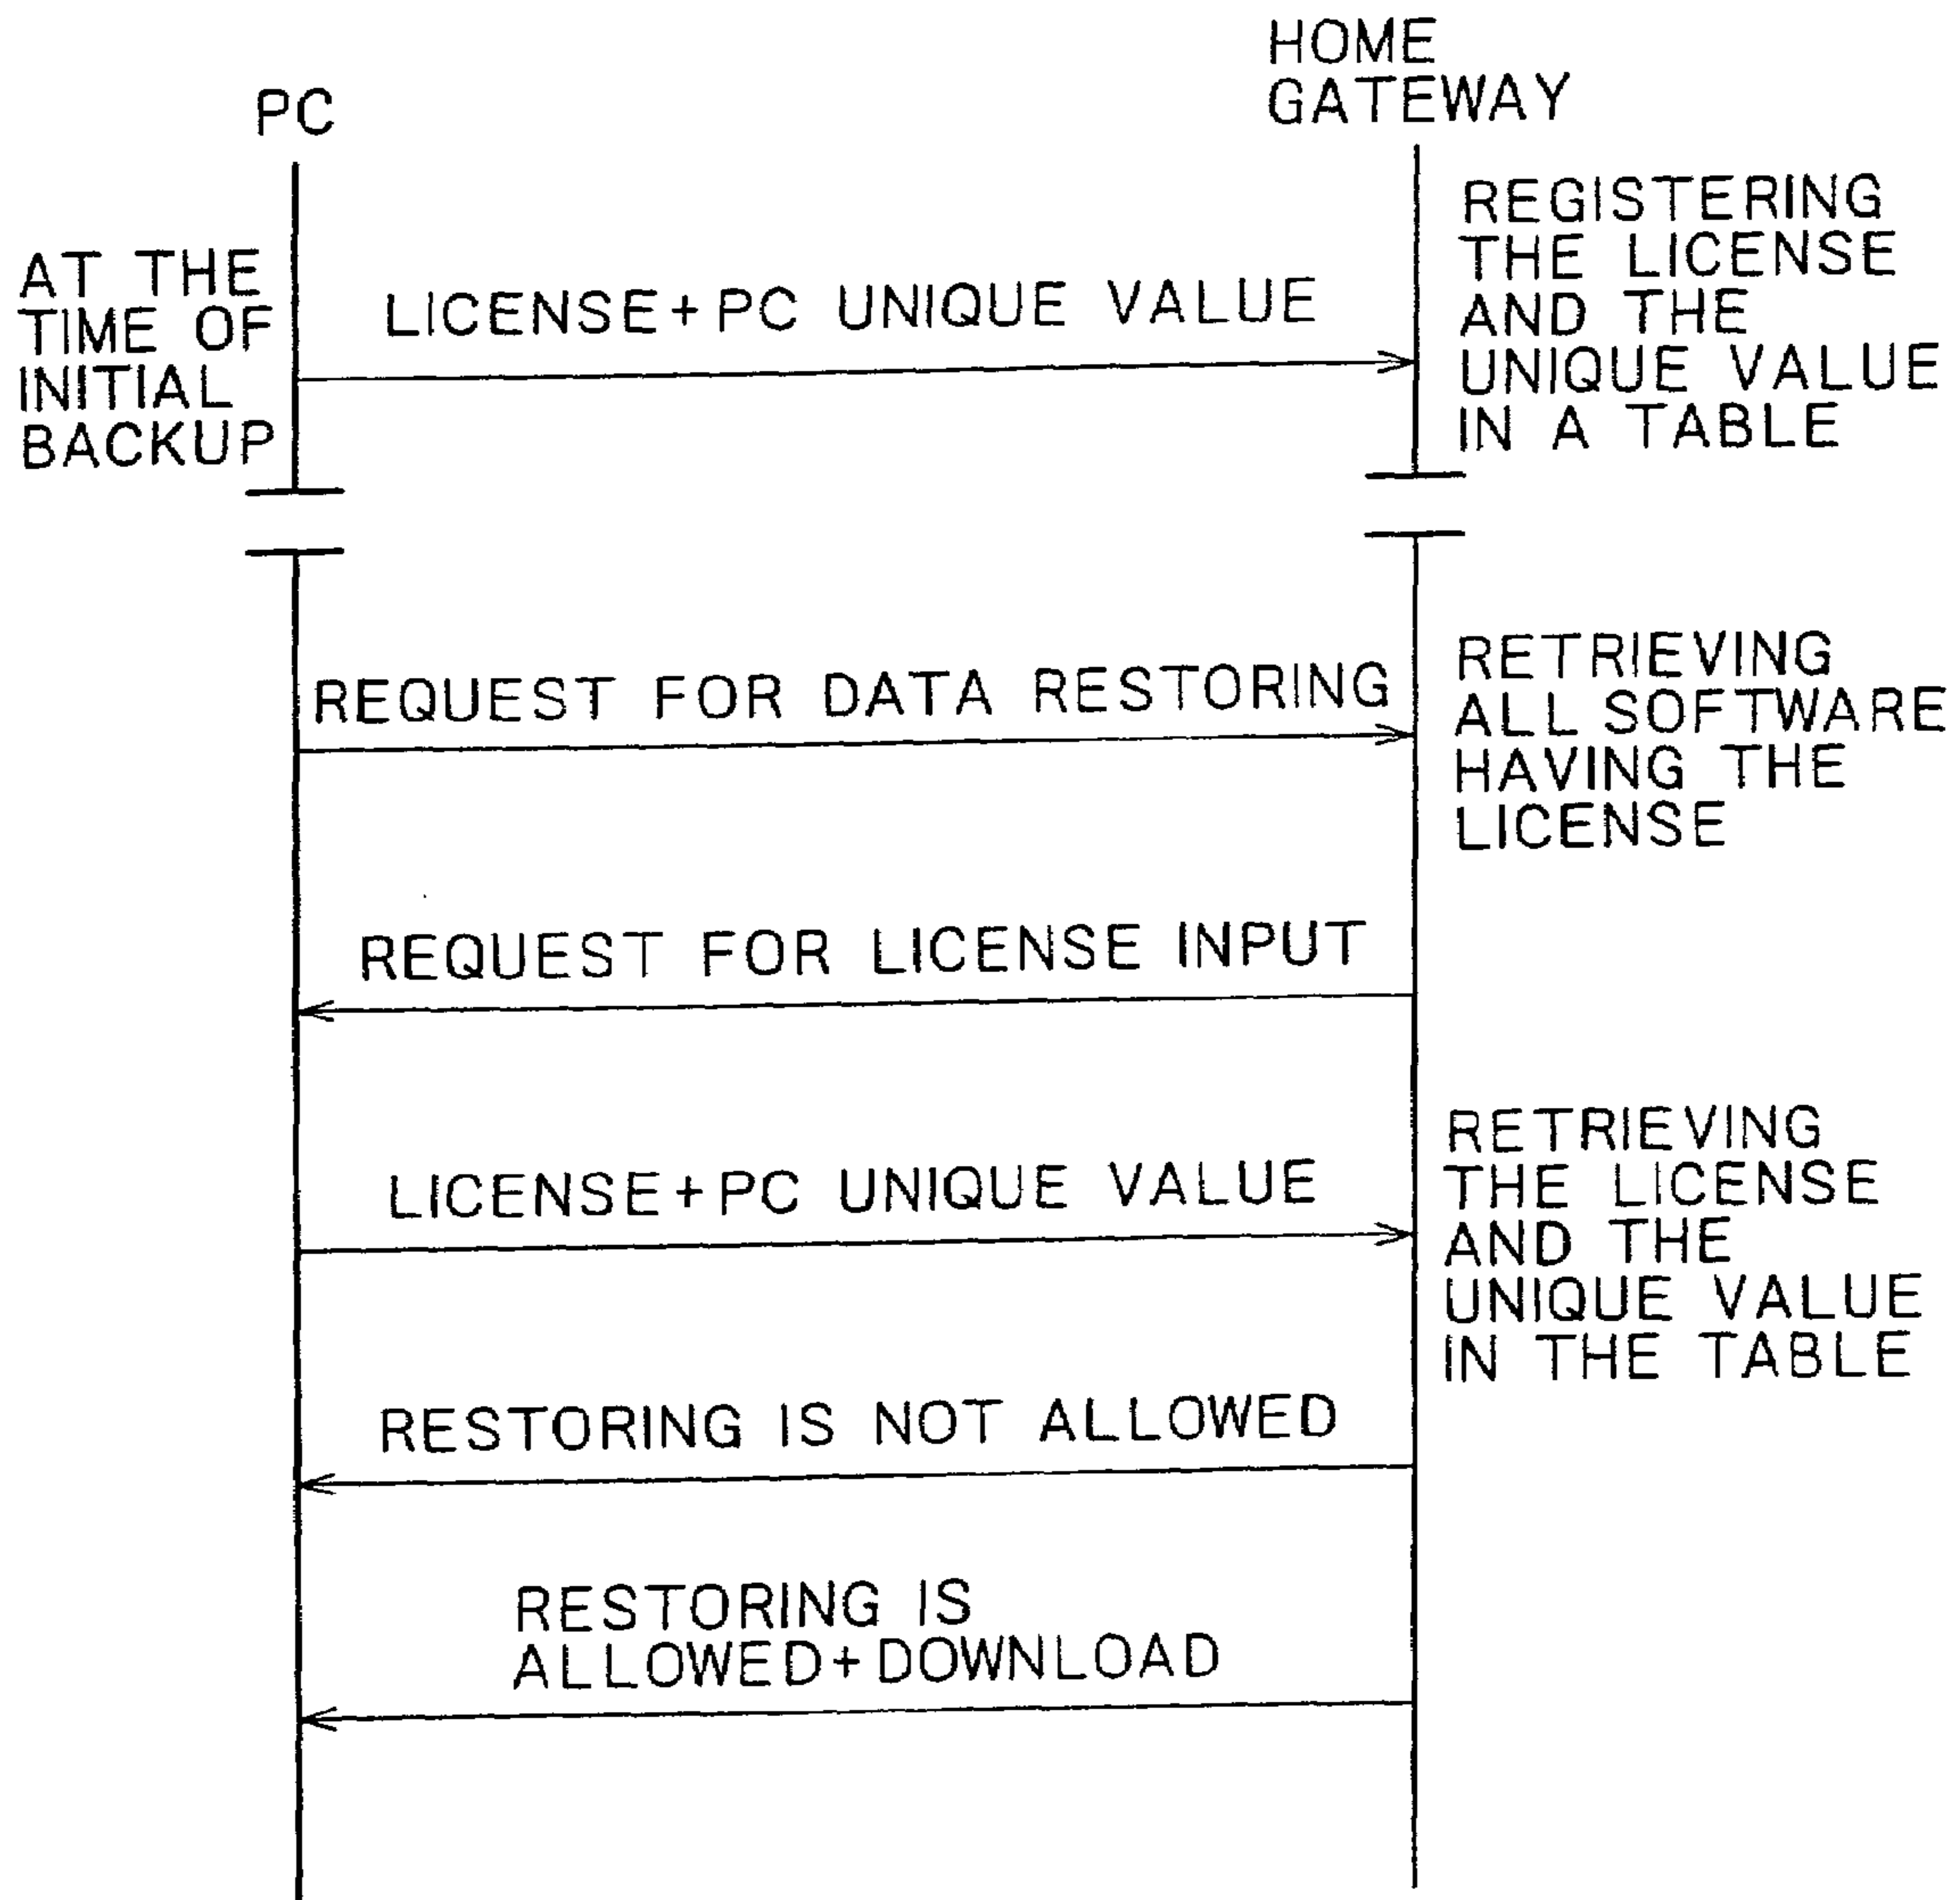 PC
HOME
GATEWAY
AT THE
TIME OF
INITIAL
BACKUP
LICENSE+PC UNIQUE VALUE
REGISTERING
THE LICENSE
AND THE
UNIQUE VALUE
IN A TABLE
REQUEST FOR DATA RESTORING
RETRIEVING
ALL SOFTWARE
HAVING THE
LICENSE
REQUEST FOR LICENSE INPUT
LICENSE+PC UNIQUE VALUE
RETRIEVING
THE LICENSE
AND THE
UNIQUE VALUE
IN THE TABLE
RESTORING IS NOT ALLOWED
RESTORING IS
ALLOWED+DOWNLOAD